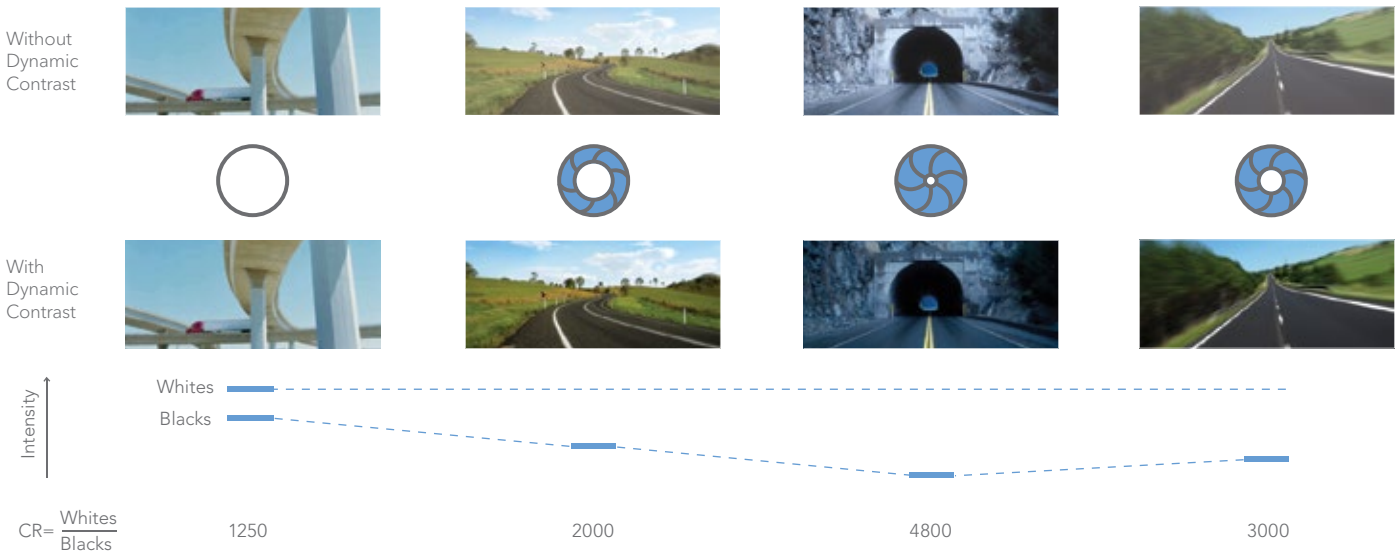 Without
Dynamic
Contrast
With
Dynamic
Contrast
Intensity
Whites
Blacks
CR= Whites
Blacks
1250 2000 4800 3000